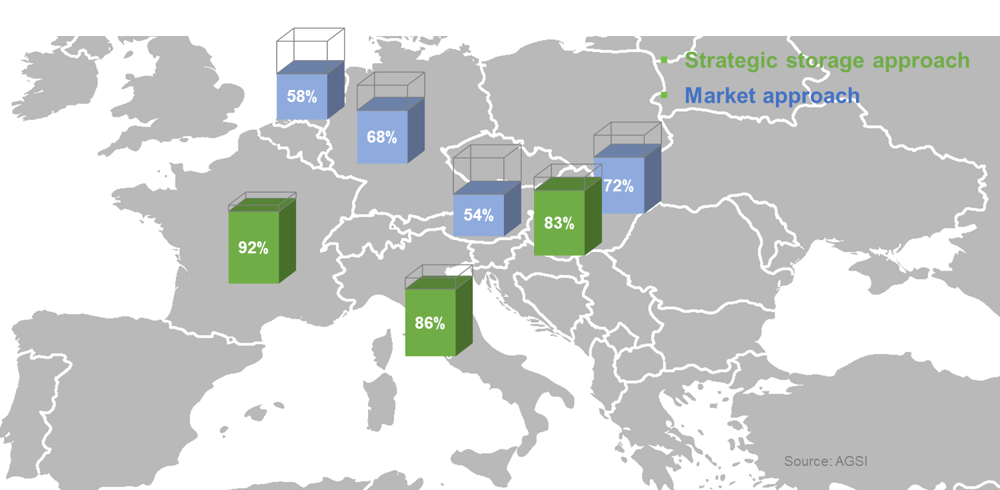 Strategic storage approach
Market approach
58%
68%
72%
54%
83%
92%
86%
Source: AGSI